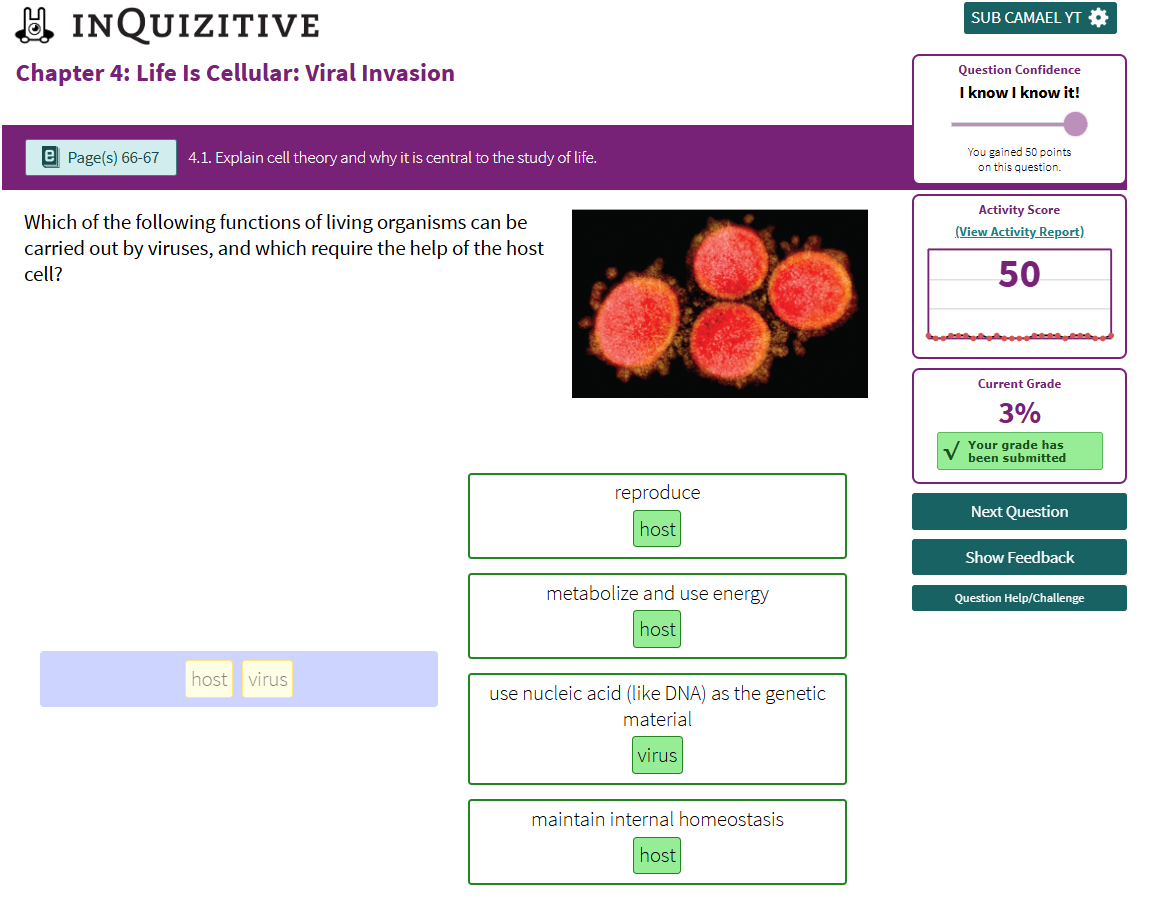 INQUIZITIVE
SUB CAMAEL YT
Chapter 4: Life Is Cellular: Viral Invasion
Question Confidence
I know I know it!
You gained 50 points
on this question.
e Page(s) 66-67
4.1. Explain cell theory and why it is central to the study of life.
Which of the following functions of living organisms can be
carried out by viruses, and which require the help of the host
cell?
Activity Score
(View Activity Report)
50
Current Grade
3%
√ Your grade has
been submitted
Next Question
Show Feedback
Question Help/Challenge
host virus
reproduce
host
metabolize and use energy
host
use nucleic acid (like DNA) as the genetic
material
virus
maintain internal homeostasis
host